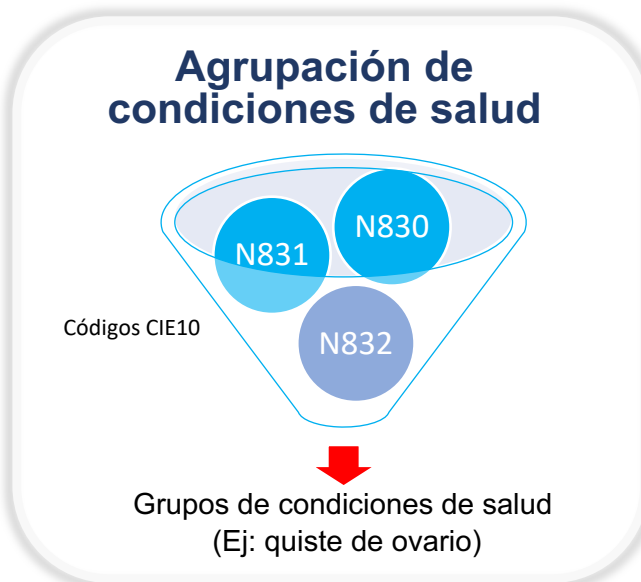 Agrupación de
condiciones de salud
N830
N831
N832
Códigos CIE10
Grupos de condiciones de salud
(Ej: quiste de ovario)